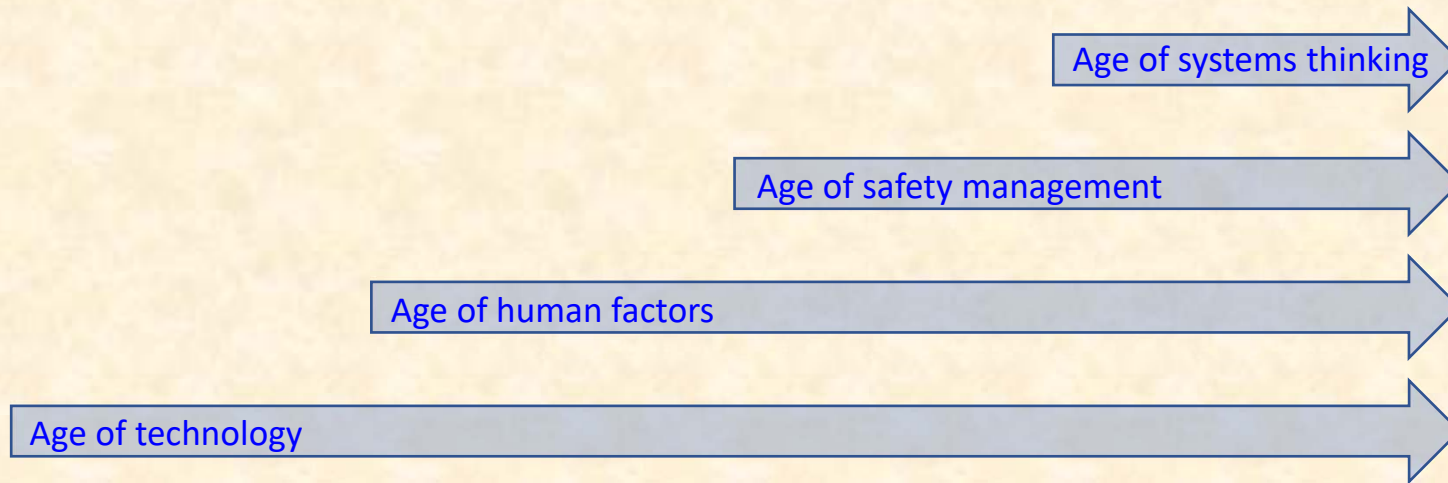 Age of systems thinking
Age of safety management
Age of human factors
Age of technology